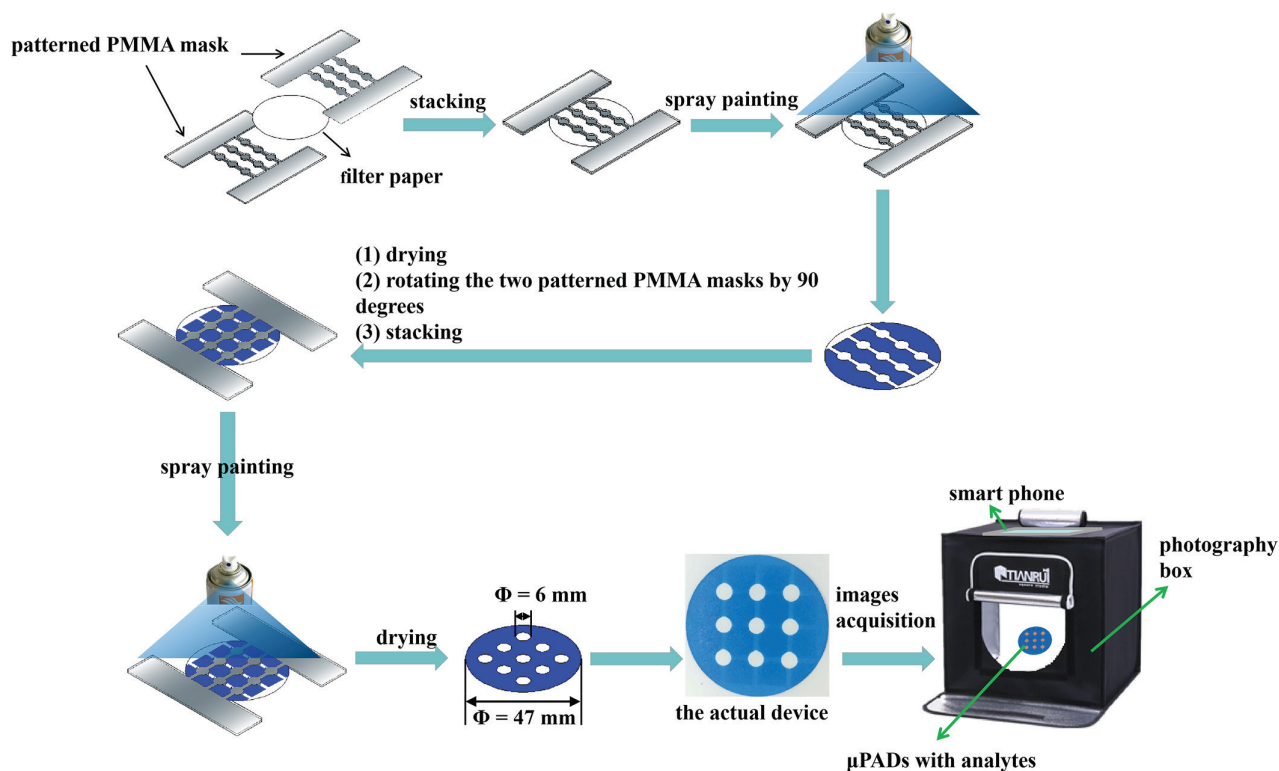 patterned PMMA mask
stacking
spray painting
filter paper
(1) drying
(2) rotating the two patterned PMMA masks by 90
degrees
(3) stacking
spray painting
smart phone
photography
box
TIANRUI
Φ = 6 mm
drying
images
acquisition
Φ = 47 mm
the actual device
μPADs with analytes